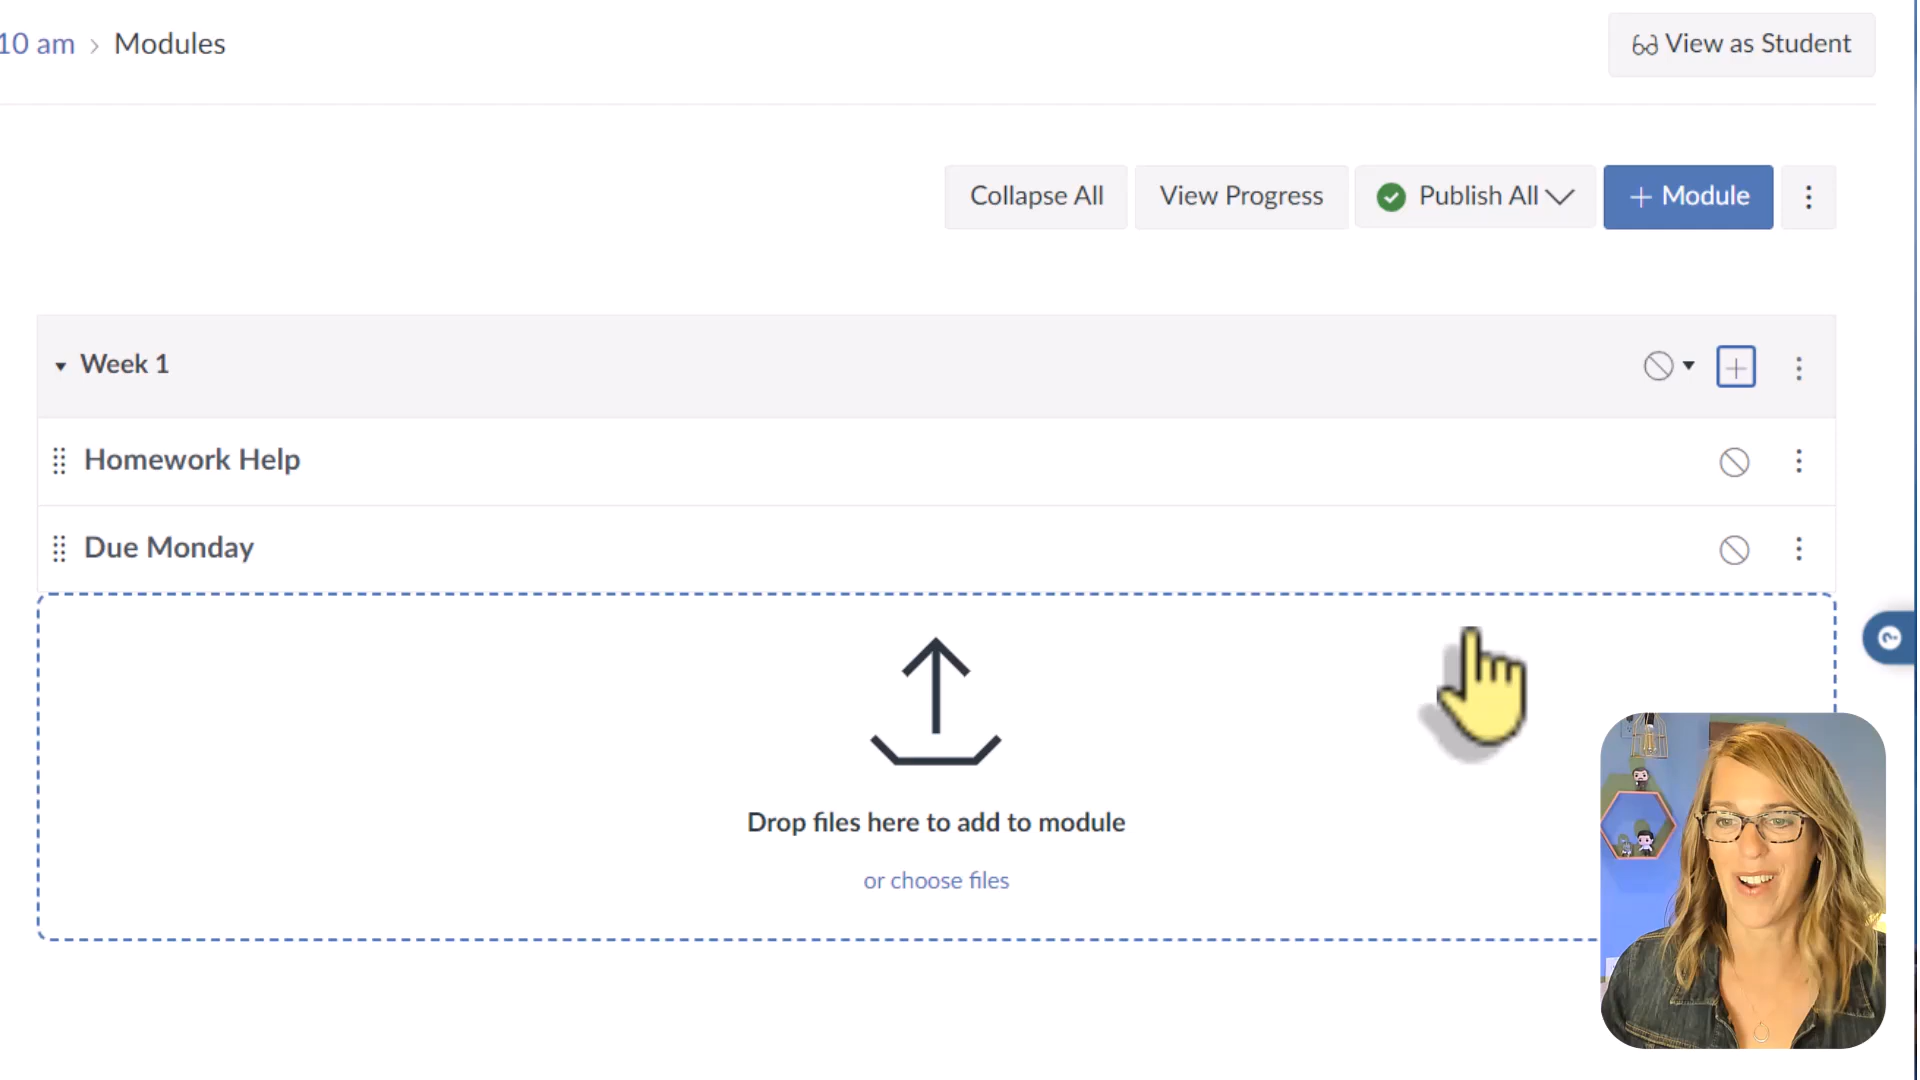 10 am > Modules
View as Student
Collapse All
View Progress
Publish All
+ Module
Week 1
Homework Help
Due Monday
Drop files here to add to module
or choose files